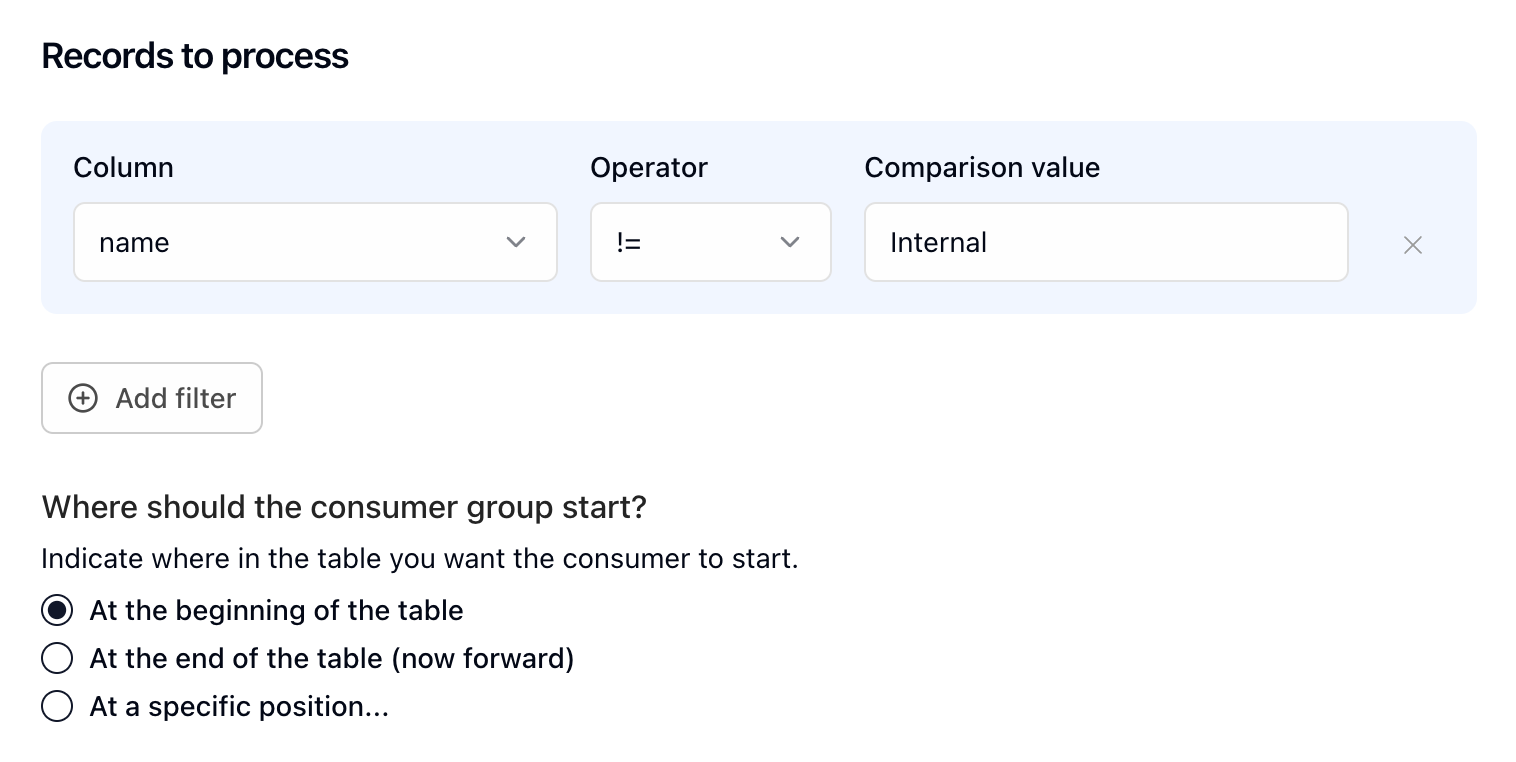 Records to process
Column Operator Comparison value
name != Internal
Add filter
Where should the consumer group start?
Indicate where in the table you want the consumer to start.
At the beginning of the table
At the end of the table (now forward)
At a specific position...